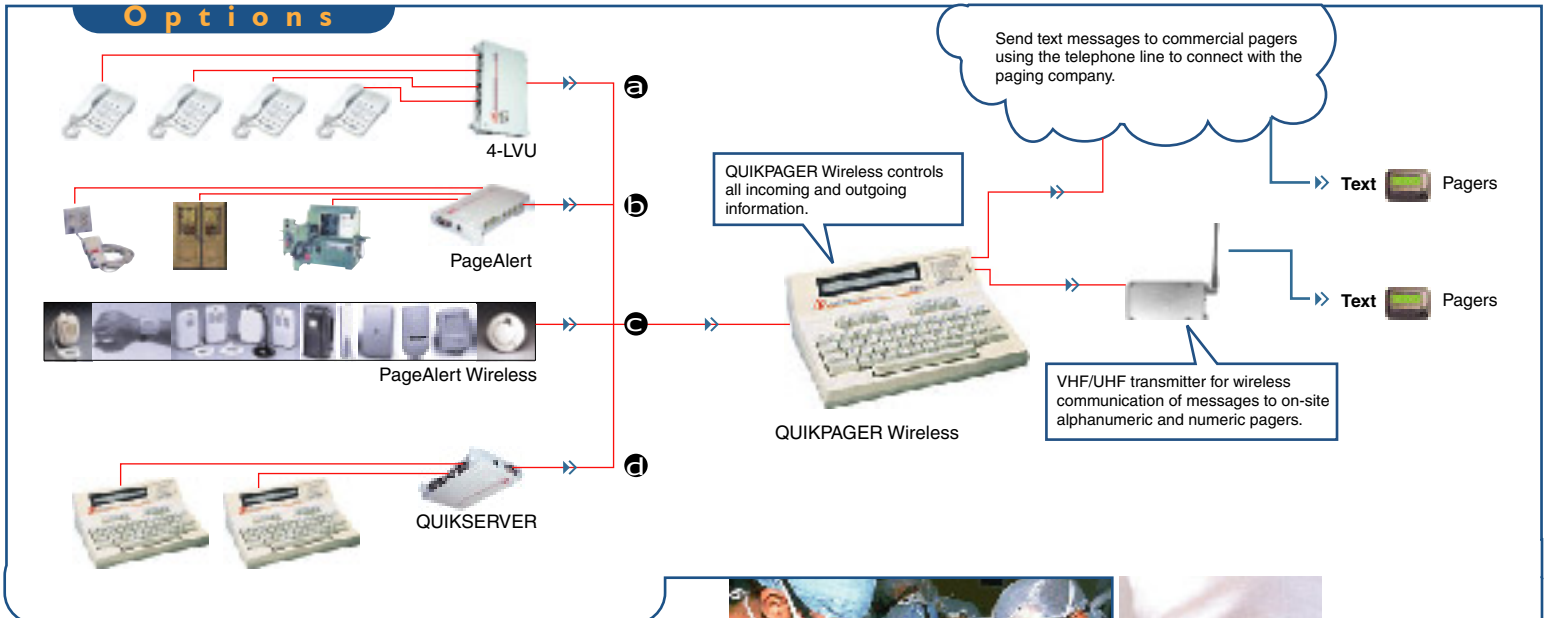 Options
Send text messages to commercial pagers
using the telephone line to connect with the
paging company.
a
4-LVU
QUIKPAGER Wireless controls
all incoming and outgoing
information.
Text
Pagers
b
PageAlert
Text
Pagers
c
PageAlert Wireless
VHF/UHF transmitter for wireless
communication of messages to on-site
alphanumeric and numeric pagers.
QUIKPAGER Wireless
d
QUIKSERVER